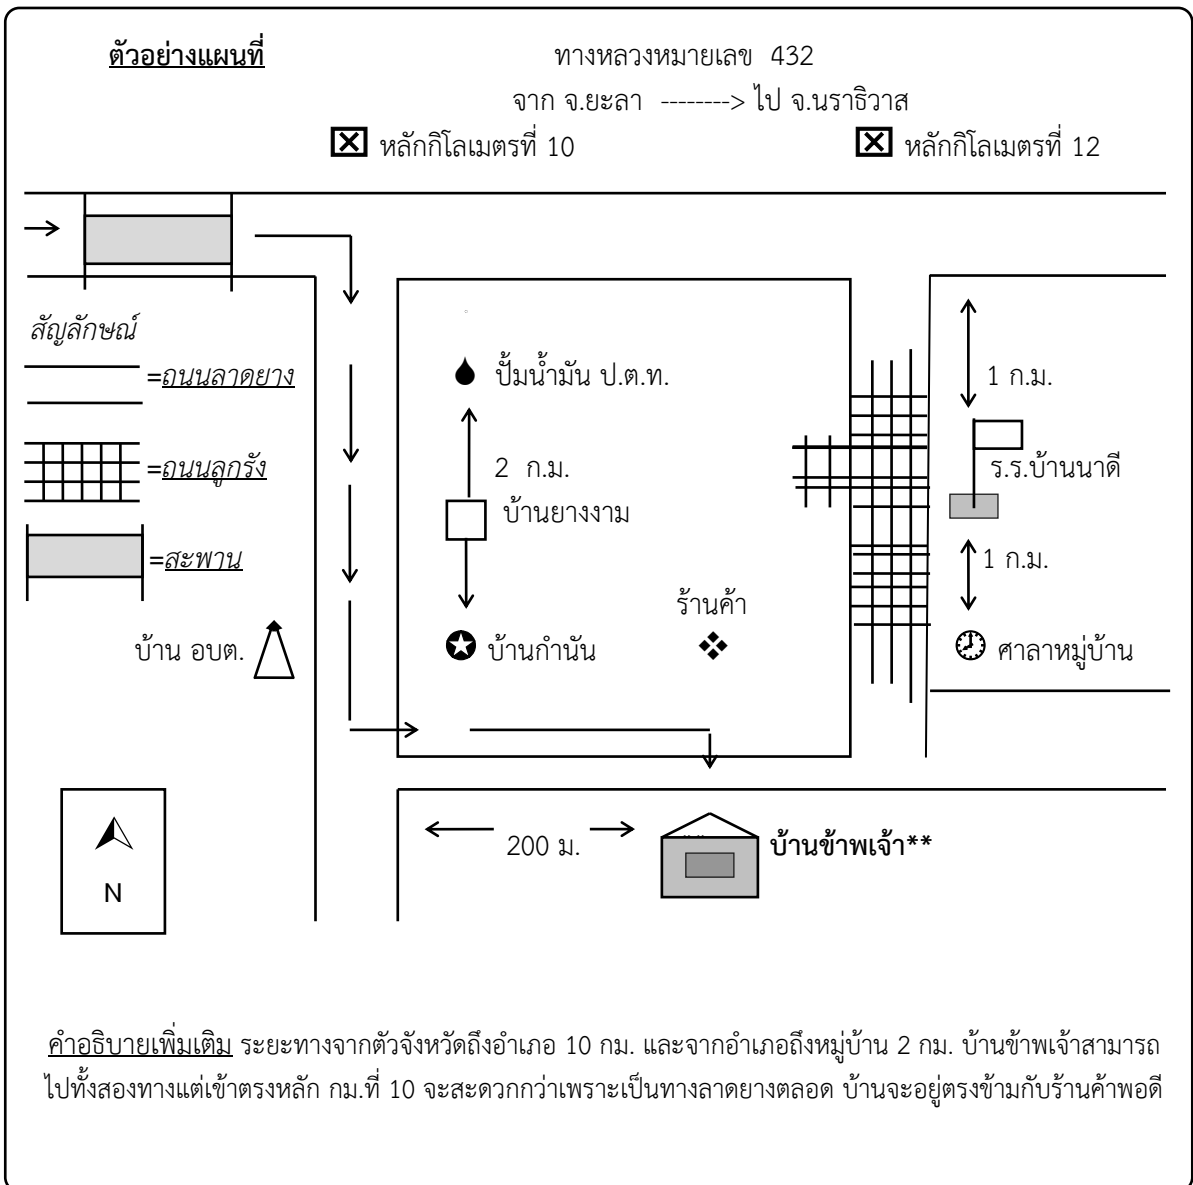 ตัวอย่างแผนที่
ทางหลวงหมายเลข 432
จาก จ.ยะลา --------> ไป จ.นราธิวาส
หลักกิโลเมตรที่ 10
หลักกิโลเมตรที่ 12
สัญลักษณ์
=ถนนลาดยาง
=ถนนลูกรัง
=สะพาน
ปั้มน้ำมัน ป.ต.ท.
2 ก.ม.
บ้านยางงาม
ร้านค้า
บ้าน อบต.
บ้านกำนัน
1 ก.ม.
ร.ร.บ้านนาดี
1 ก.ม.
ศาลาหมู่บ้าน
N
200 ม.
บ้านข้าพเจ้า**
คำอธิบายเพิ่มเติม ระยะทางจากตัวจังหวัดถึงอำเภอ 10 กม. และจากอำเภอถึงหมู่บ้าน 2 กม. บ้านข้าพเจ้าสามารถ
ไปทั้งสองทางแต่เข้าตรงหลัก กม.ที่ 10 จะสะดวกกว่าเพราะเป็นทางลาดยางตลอด บ้านจะอยู่ตรงข้ามกับร้านค้าพอดี